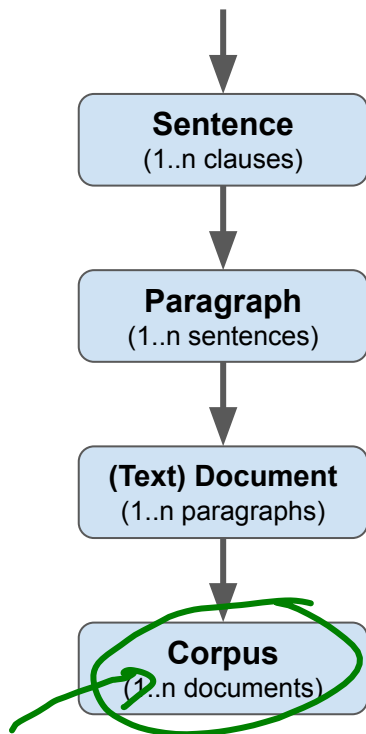 Sentence
(1..n clauses)
Paragraph
(1..n sentences)
(Text) Document
(1..n paragraphs)
Corpus
(1..n documents)